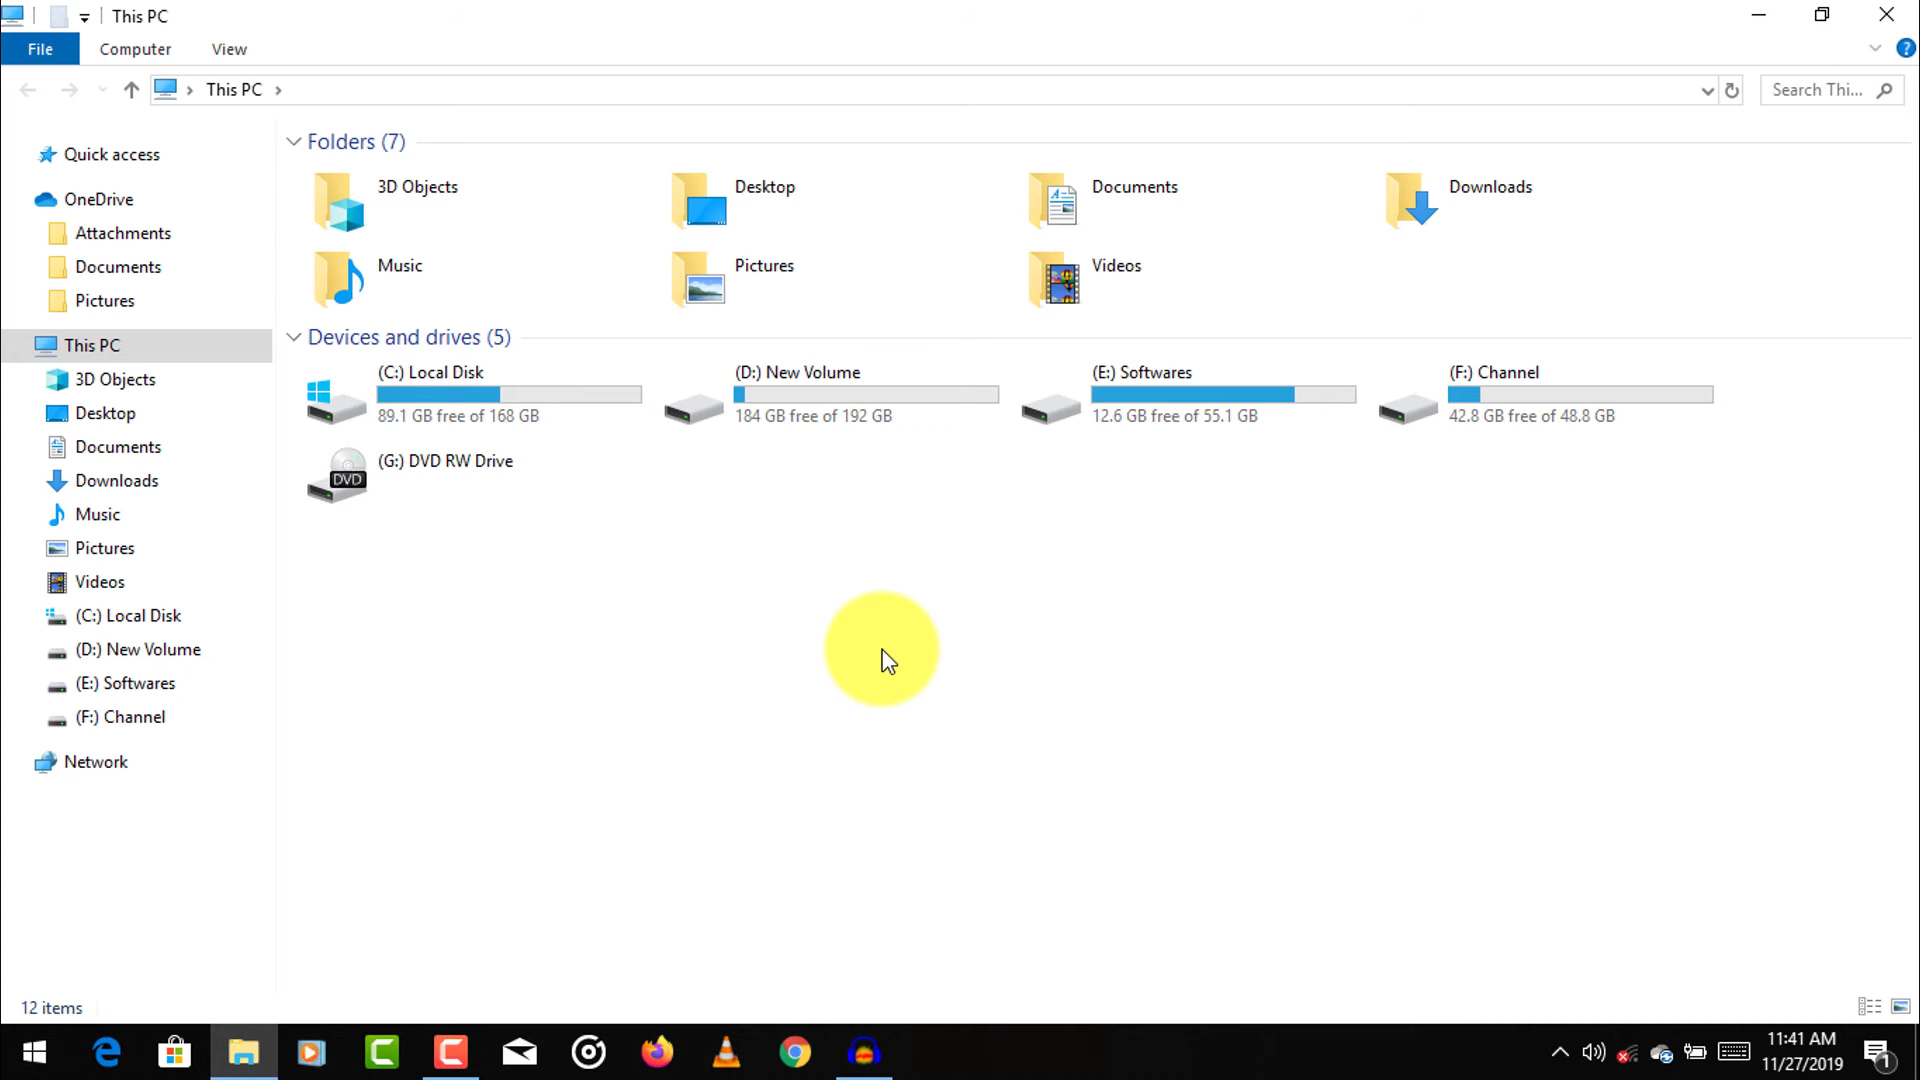 This PC
File Computer View
This PC
Search Thi...
Quick access
OneDrive
Attachments
Documents
Pictures
This PC
3D Objects
Desktop
Documents
Downloads
Music
Pictures
Videos
(C:) Local Disk
(D:) New Volume
(E:) Softwares
(F:) Channel
Network
Folders (7)
3D Objects
Desktop
Documents
Downloads
Music
Pictures
Videos
Devices and drives (5)
(C:) Local Disk
89.1 GB free of 168 GB
(D:) New Volume
184 GB free of 192 GB
(E:) Softwares
12.6 GB free of 55.1 GB
(F:) Channel
42.8 GB free of 48.8 GB
DVD
(G:) DVD RW Drive
12 items
11:41 AM
11/27/2019
1